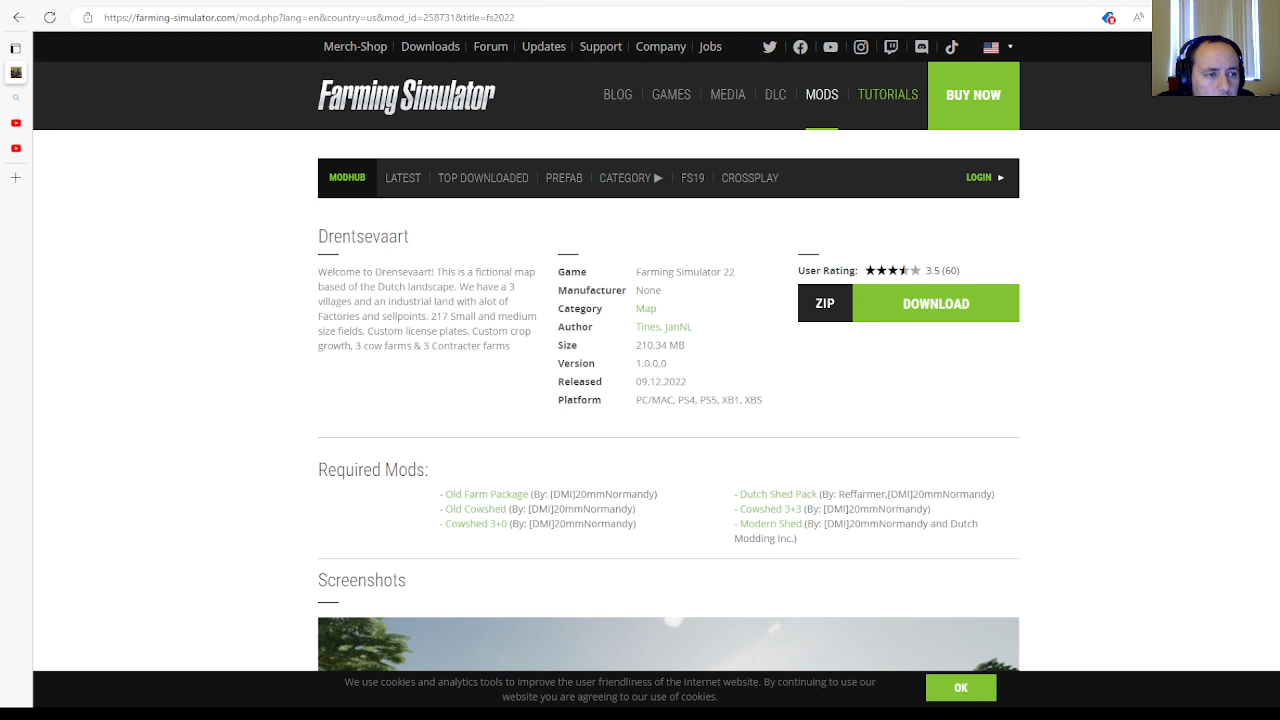 https://farming-simulator.com/mod.php?lang=en&country=us&mod_id=258731&title=fs2022
Merch-Shop Downloads Forum Updates Support Company Jobs
Farming Simulator
BLOG GAMES MEDIA DLC MODS TUTORIALS BUY NOW
MODHUB LATEST TOP DOWNLOADED PREFAB CATEGORY ▶ FS19 CROSSPLAY LOGIN ▶
Drentsevaart
Welcome to Drensevaart! This is a fictional map
based of the Dutch landscape. We have a 3
villages and an industrial land with alot of
Factories and sellpoints. 217 Small and medium
size fields, Custom license plates, Custom crop
growth, 3 cow farms & 3 Contracter farms
Game Farming Simulator 22
Manufacturer None
Category Map
Author Tines, JanNL
Size 210.34 MB
Version 1.0.0.0
Released 09.12.2022
Platform PC/MAC, PS4, PS5, XB1, XBS
User Rating: 3.5 (60)
ZIP DOWNLOAD
Required Mods:
- Old Farm Package (By: [DMI]20mmNormandy)
- Old Cowshed (By: [DMI]20mmNormandy)
- Cowshed 3+0 (By: [DMI]20mmNormandy)
- Dutch Shed Pack (By: Reffarmer,[DMI]20mmNormandy)
- Cowshed 3+3 (By: [DMI]20mmNormandy)
- Modern Shed (By: [DMI]20mmNormandy and Dutch
Modding Inc.)
Screenshots
We use cookies and analytics tools to improve the user friendliness of the Internet website. By continuing to use our
website you are agreeing to our use of cookies.
OK